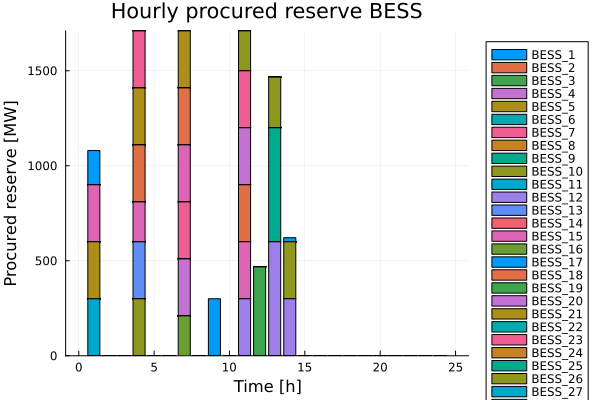 Hourly procured reserve BESS
Procured reserve [MW]
1500
1000
500
0
0 5 10 15 20 25
Time [h]
BESS_1
BESS_2
BESS_3
BESS_4
BESS_5
BESS_6
BESS_7
BESS_8
BESS_9
BESS_10
BESS_11
BESS_12
BESS_13
BESS_14
BESS_15
BESS_16
BESS_17
BESS_18
BESS_19
BESS_20
BESS_21
BESS_22
BESS_23
BESS_24
BESS_25
BESS_26
BESS_27